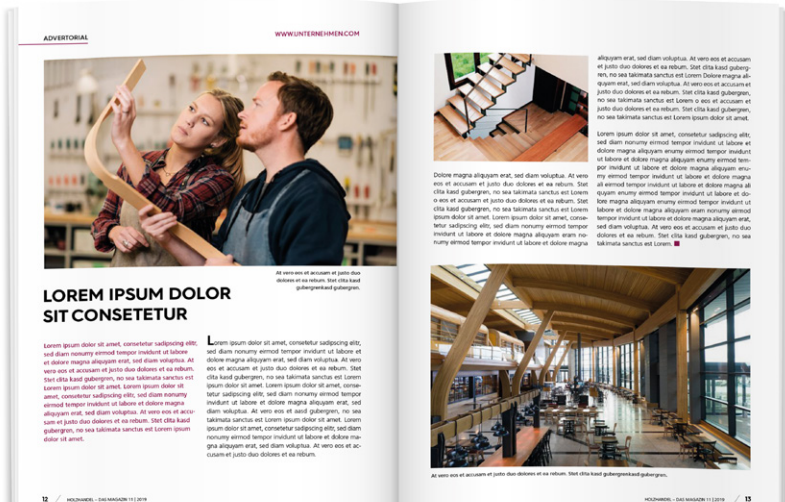 ADVERTORIAL
WWW.UNTERNEHMEN.COM
At vero eos et accusam et justo duo
dolores et ea rebum. Stet clita kasd
gubergrenkasd gubergren.
LOREM IPSUM DOLOR
SIT CONSETETUR
Lorem ipsum dolor sit amet, consetetur sadipscing elitr,
sed diam nonumy eirmod tempor invidunt ut labore
et dolore magna aliquyam erat, sed diam voluptua. At
vero eos et accusam et justo duo dolores et ea rebum.
Stet clita kasd gubergren, no sea takimata sanctus est
Lorem ipsum dolor sit amet. Lorem ipsum dolor sit
amet, consetetur sadipscing elitr, sed diam nonumy
eirmod tempor invidunt ut labore et dolore magna
aliquyam erat, sed diam voluptua. At vero eos et accu-
sam et justo duo dolores et ea rebum. Stet clita kasd
gubergren, no sea takimata sanctus est Lorem ipsum
dolor sit amet.
Lorem ipsum dolor sit amet, consetetur sadipscing elitr,
sed diam nonumy eirmod tempor invidunt ut labore et
dolore magna aliquyam erat, sed diam voluptua. At vero
eos et accusam et justo duo dolores et ea rebum. Stet
clita kasd gubergren, no sea takimata sanctus est Lorem
ipsum dolor sit amet. Lorem ipsum dolor sit amet, conse-
tetur sadipscing elitr, sed diam nonumy eirmod tempor
invidunt ut labore et dolore magna aliquyam erat, sed
diam voluptua. At vero eos et accusam et justo duo
dolores et ea rebum. Stet clita kasd gubergren, no sea
takimata sanctus est Lorem ipsum dolor sit amet. Lorem
ipsum dolor sit amet, consetetur sadipscing elitr, sed diam
nonumy eirmod tempor invidunt ut labore et dolore ma-
gna aliquyam erat, sed diam voluptua. At vero eos et ac-
cusam et justo duo dolores et ea rebum.
12 / HOLZHANDEL – DAS MAGAZIN 11 | 2019
Dolore magna aliquyam erat, sed diam voluptua. At vero
eos et accusam et justo duo dolores et ea rebum. Stet
clita kasd gubergren, no sea takimata sanctus est Lorem
o eos et accusam et justo duo dolores et ea rebum. Stet
clita kasd gubergren, no sea takimata sanctus est Lorem
ipsum dolor sit amet. Lorem ipsum dolor sit amet, conse-
tetur sadipscing elitr, sed diam nonumy eirmod tempor
invidunt ut labore et dolore magna aliquyam eram no-
numy eirmod tempor invidunt ut labore et dolore magna
aliquyam erat, sed diam voluptua. At vero eos et accusam
et justo duo dolores et ea rebum. Stet clita kasd guberg-
ren, no sea takimata sanctus est Lorem Dolore magna ali-
quyam erat, sed diam voluptua. At vero eos et accusam et
justo duo dolores et ea rebum. Stet clita kasd gubergren,
no sea takimata sanctus est Lorem o eos et accusam et
justo duo dolores et ea rebum. Stet clita kasd gubergren,
no sea takimata sanctus est Lorem ipsum dolor sit amet.
Lorem ipsum dolor sit amet, consetetur sadipscing elitr,
sed diam nonumy eirmod tempor invidunt ut labore et
dolore magna aliquyam enumy eirmod tempor invidunt
ut labore et dolore magna aliquyam enumy eirmod tem-
por invidunt ut labore et dolore magna aliquyam enu-
my eirmod tempor invidunt ut labore et dolore magna
ali eirmod tempor invidunt ut labore et dolore magna ali
quyam enumy eirmod tempor invidunt ut labore et do-
lore magna aliquyam enumy eirmod tempor invidunt ut
labore et dolore magna aliquyam eram nonumy eirmod
tempor invidunt ut labore et dolore magna aliquyam erat,
sed diam voluptua. At vero eos et accusam et justo duo
dolores et ea rebum. Stet clita kasd gubergren, no sea
takimata sanctus est Lorem.
At vero eos et accusam et justo duo dolores et ea rebum. Stet clita kasd gubergrenkasd gubergren.
HOLZHANDEL – DAS MAGAZIN 11 | 2019 / 13